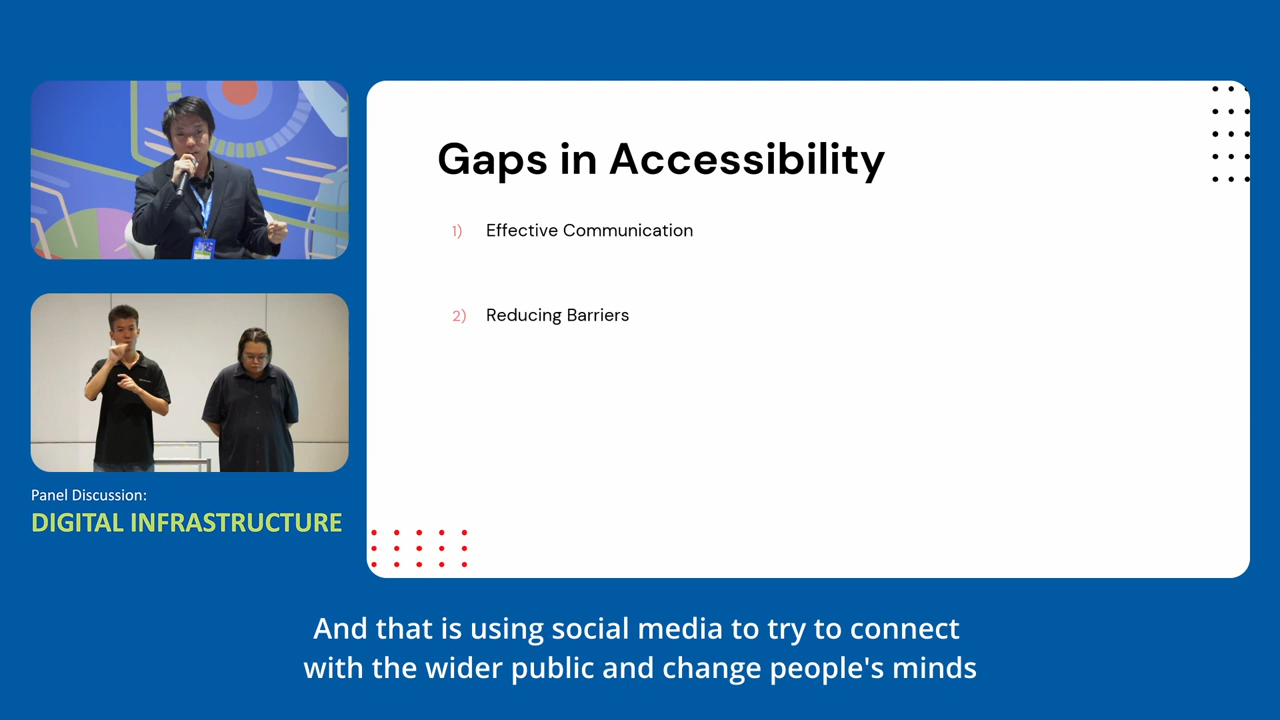 Gaps in Accessibility
1) Effective Communication
2) Reducing Barriers
Panel Discussion:
DIGITAL INFRASTRUCTURE
And that is using social media to try to connect
with the wider public and change people's minds